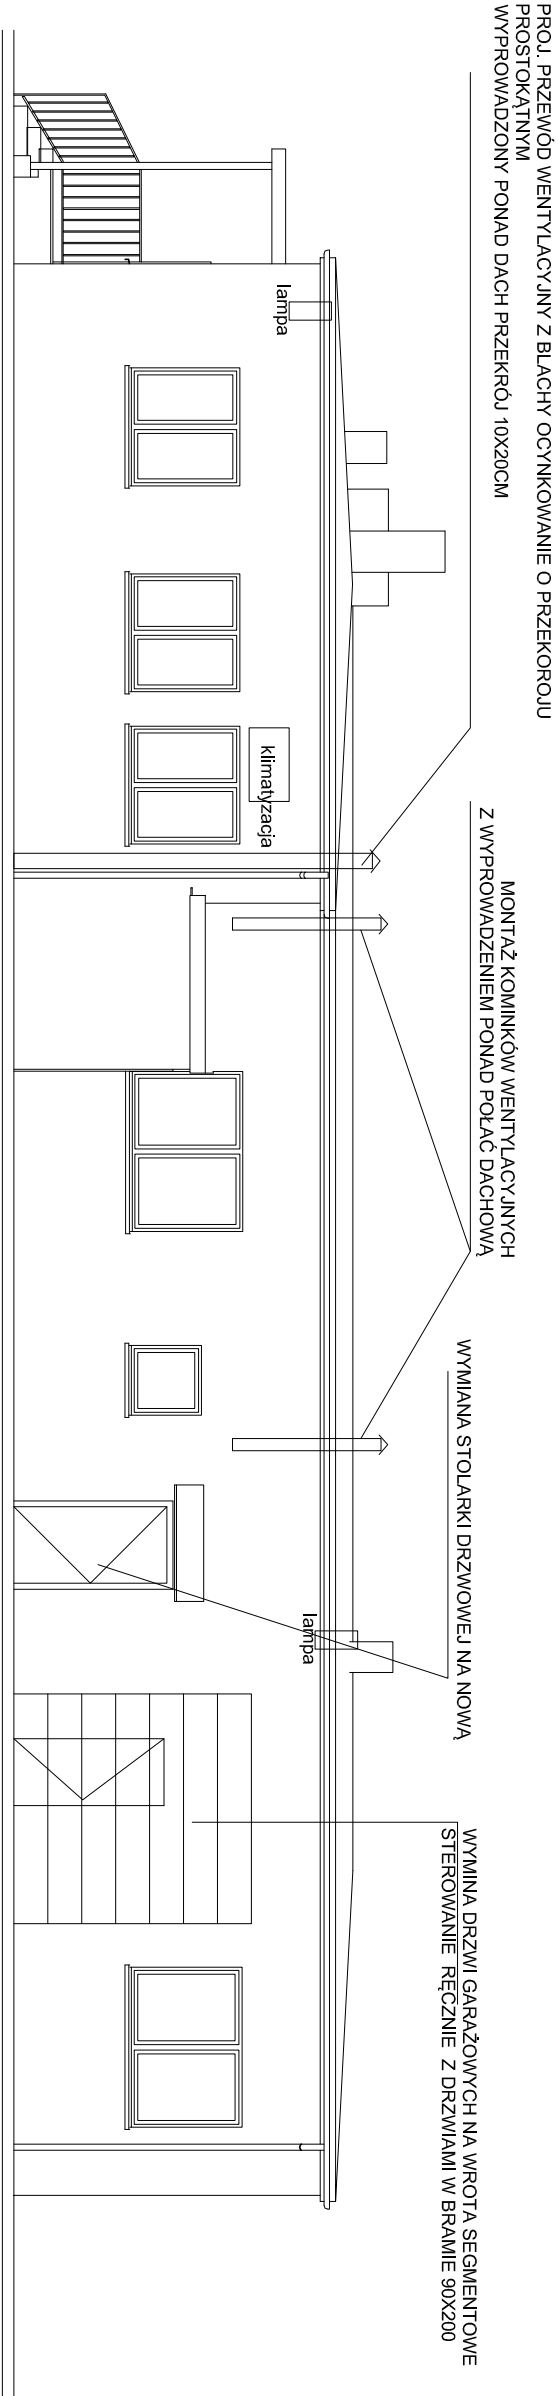 PROJ. PRZEWÓD WENTYLACYJNY Z BLACHY OCYNKOWANIE O PRZEKOROJU
PROSTOKĄTNYM
WYPROWADZONY PONAD DACH PRZEKRÓJ 10X20CM
MONTAŻ KOMINKÓW WENTYLACYJNYCH
Z WYPROWADZENIEM PONAD POŁAĆ DACHOWĄ
WYMIANA STOLARKI DRZWOWEJ NA NOWĄ
WYMINA DRZWI GARAŻOWYCH NA WROTA SEGMENTOWE
STEROWANIE RĘCZNIE Z DRZWIAMI W BRAMIE 90X200
lampa
klimatyzacja
lampa